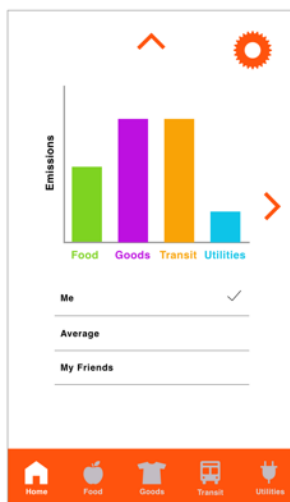 Emissions
Food Goods Transit Utilities
Me
Average
My Friends
Home Food Goods Transit Utilities